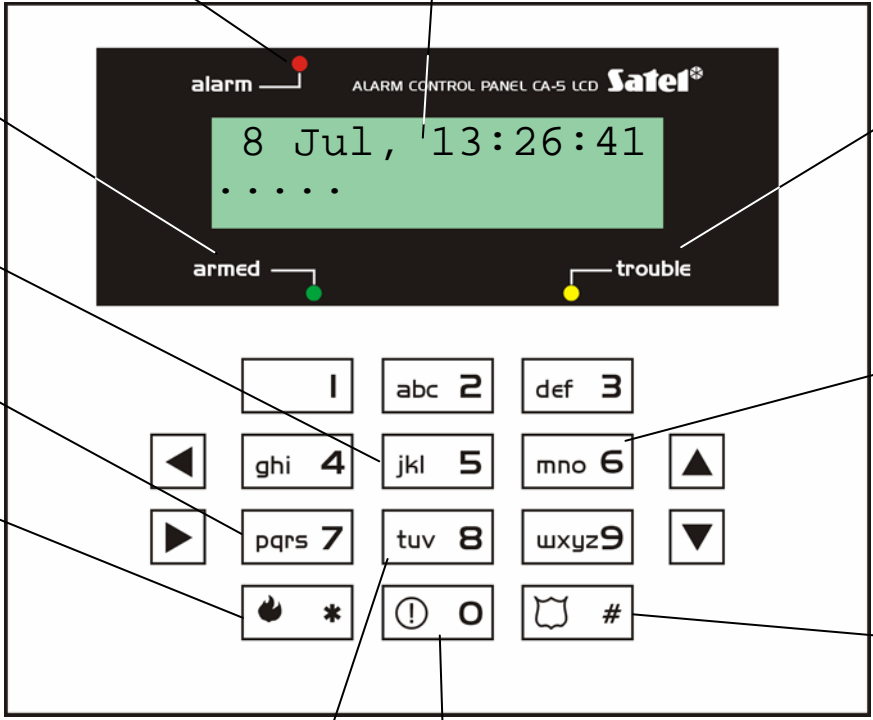 alarm
ALARM CONTROL PANEL CA-5 LCD Satel
8 Jul, 13:26:41
.....
armed
trouble
1
abc 2
def 3
ghi 4
jkl 5
mno 6
pqrs 7
tuv 8
wxyz 9
*
! 0
#